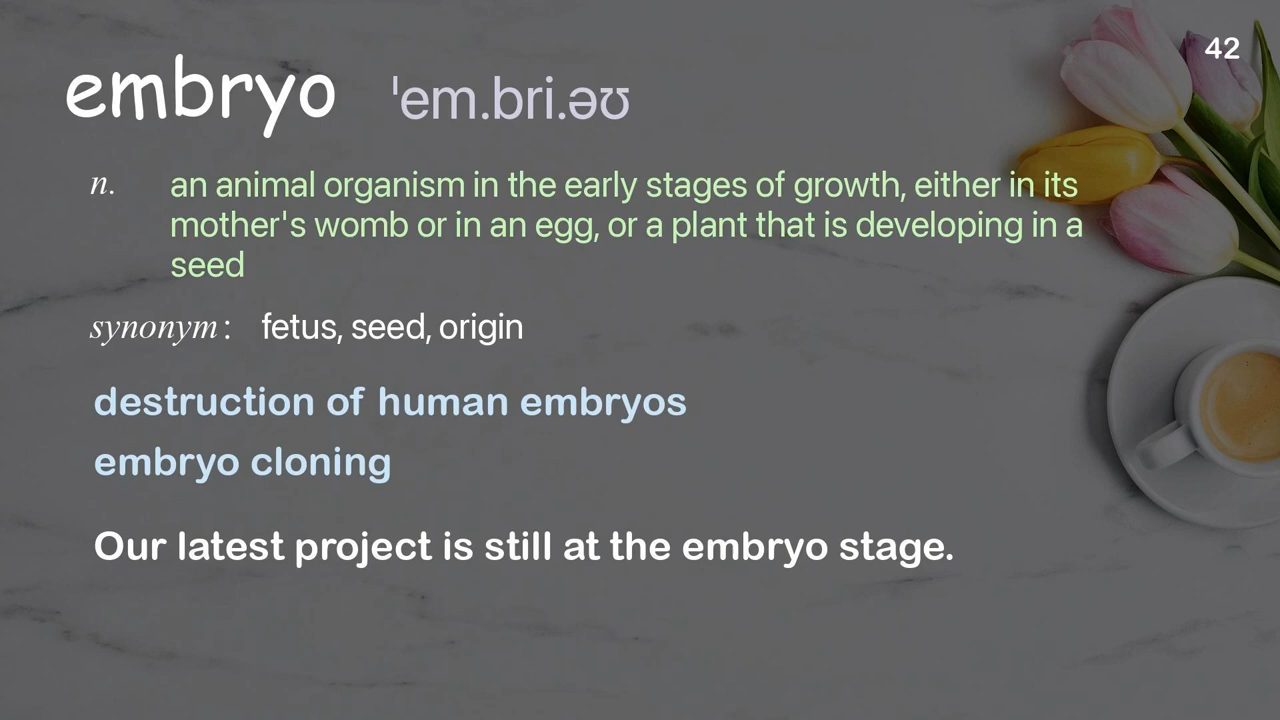 42
embryo ˈem.bri.əʊ
n. an animal organism in the early stages of growth, either in its
mother's womb or in an egg, or a plant that is developing in a
seed
synonym: fetus, seed, origin
destruction of human embryos
embryo cloning
Our latest project is still at the embryo stage.